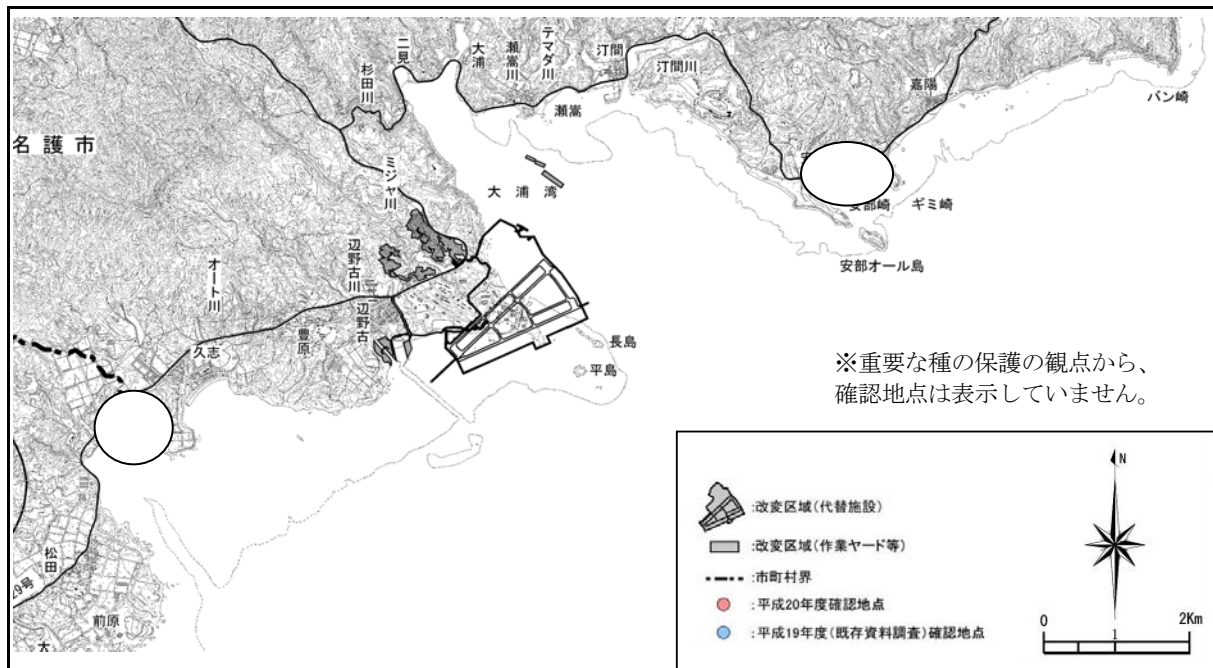 名護市
杉田川
二見
大浦
瀬嵩川
テマダ川
汀間
汀間川
瀬嵩
嘉陽
バン崎
ミジャ川
大浦湾
安部崎
ギミ崎
安部オール島
オート川
辺野古川
辺野古
豊原
久志
長島
平島
松田
29号
前原
大
※重要な種の保護の観点から、
確認地点は表示していません。
:改変区域(代替施設)
:改変区域(作業ヤード等)
:市町村界
:平成20年度確認地点
:平成19年度(既存資料調査)確認地点
N
0 1 2Km